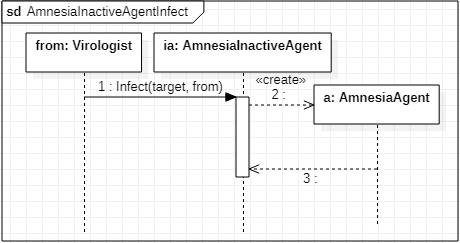 sd AmnesiaInactiveAgentInfect
from: Virologist
ia: AmnesiaInactiveAgent
1 : Infect(target, from)
«create»
2 :
a: AmnesiaAgent
3 :